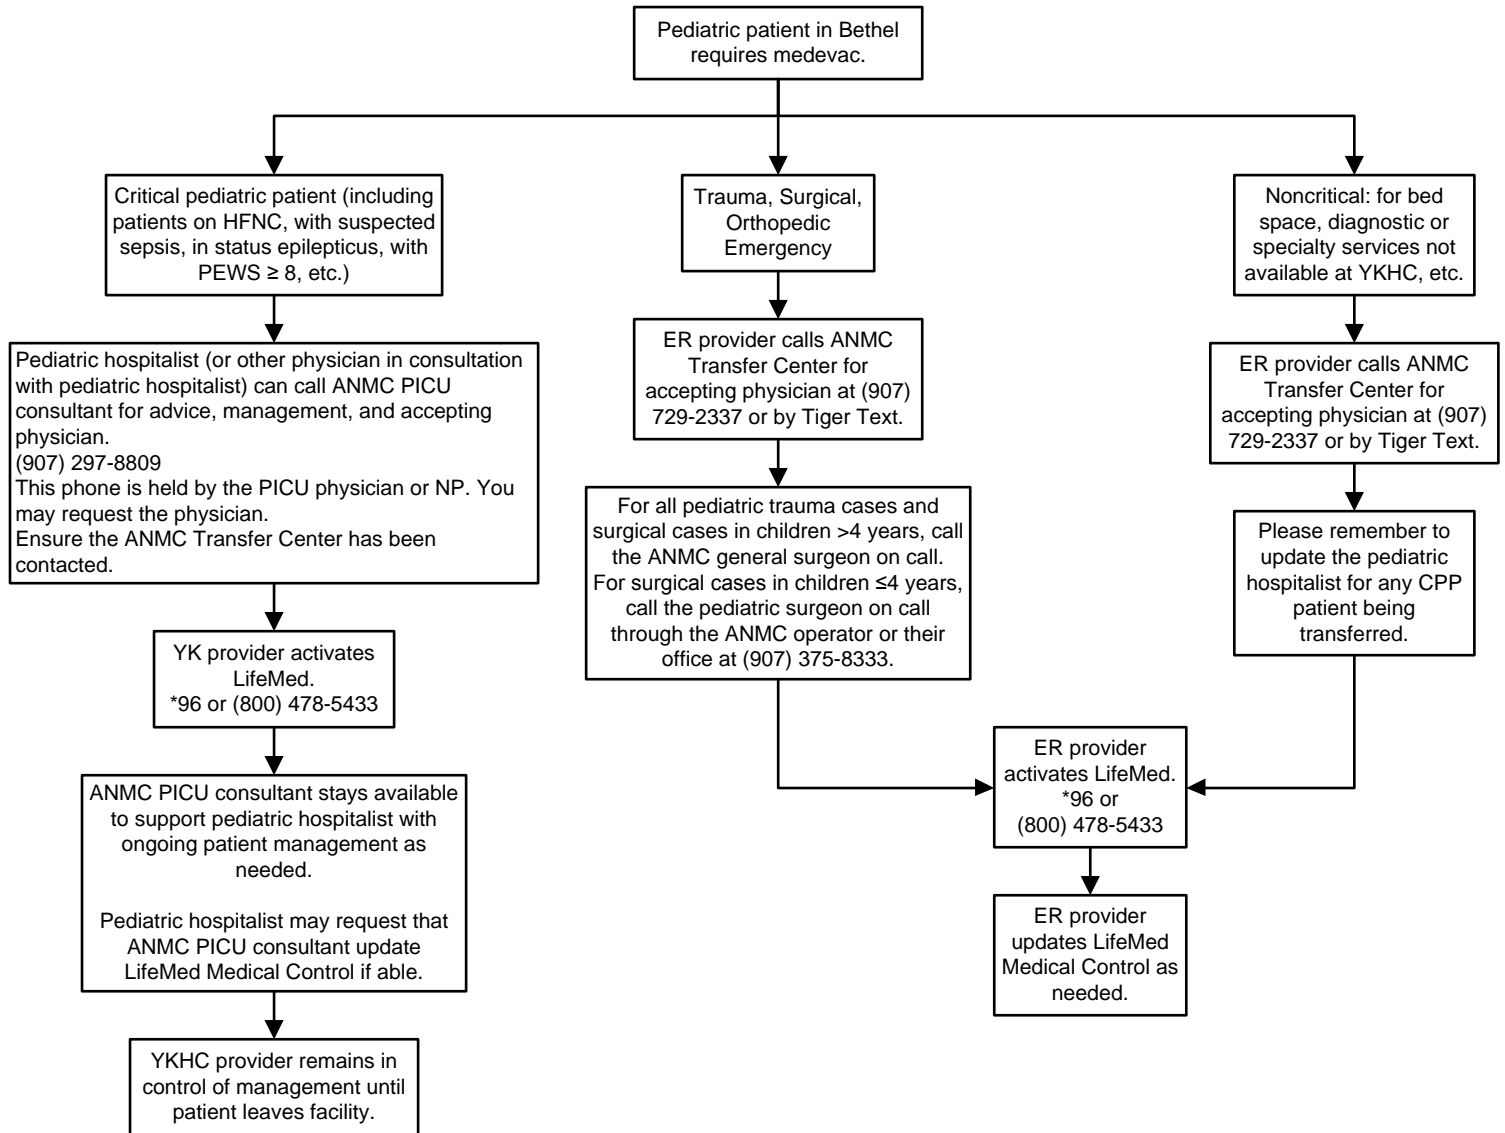 Pediatric patient in Bethel
requires medevac.
Critical pediatric patient (including
patients on HFNC, with suspected
sepsis, in status epilepticus, with
PEWS ≥ 8, etc.)
Pediatric hospitalist (or other physician in consultation
with pediatric hospitalist) can call ANMC PICU
consultant for advice, management, and accepting
physician.
(907) 297-8809
This phone is held by the PICU physician or NP. You
may request the physician.
Ensure the ANMC Transfer Center has been
contacted.
YK provider activates
LifeMed.
*96 or (800) 478-5433
ANMC PICU consultant stays available
to support pediatric hospitalist with
ongoing patient management as
needed.
Pediatric hospitalist may request that
ANMC PICU consultant update
LifeMed Medical Control if able.
YKHC provider remains in
control of management until
patient leaves facility.
Trauma, Surgical,
Orthopedic
Emergency
ER provider calls ANMC
Transfer Center for
accepting physician at (907)
729-2337 or by Tiger Text.
For all pediatric trauma cases and
surgical cases in children >4 years, call
the ANMC general surgeon on call.
For surgical cases in children ≤4 years,
call the pediatric surgeon on call
through the ANMC operator or their
office at (907) 375-8333.
Noncritical: for bed
space, diagnostic or
specialty services not
available at YKHC, etc.
ER provider calls ANMC
Transfer Center for
accepting physician at (907)
729-2337 or by Tiger Text.
Please remember to
update the pediatric
hospitalist for any CPP
patient being
transferred.
ER provider
activates LifeMed.
*96 or
(800) 478-5433
ER provider
updates LifeMed
Medical Control as
needed.